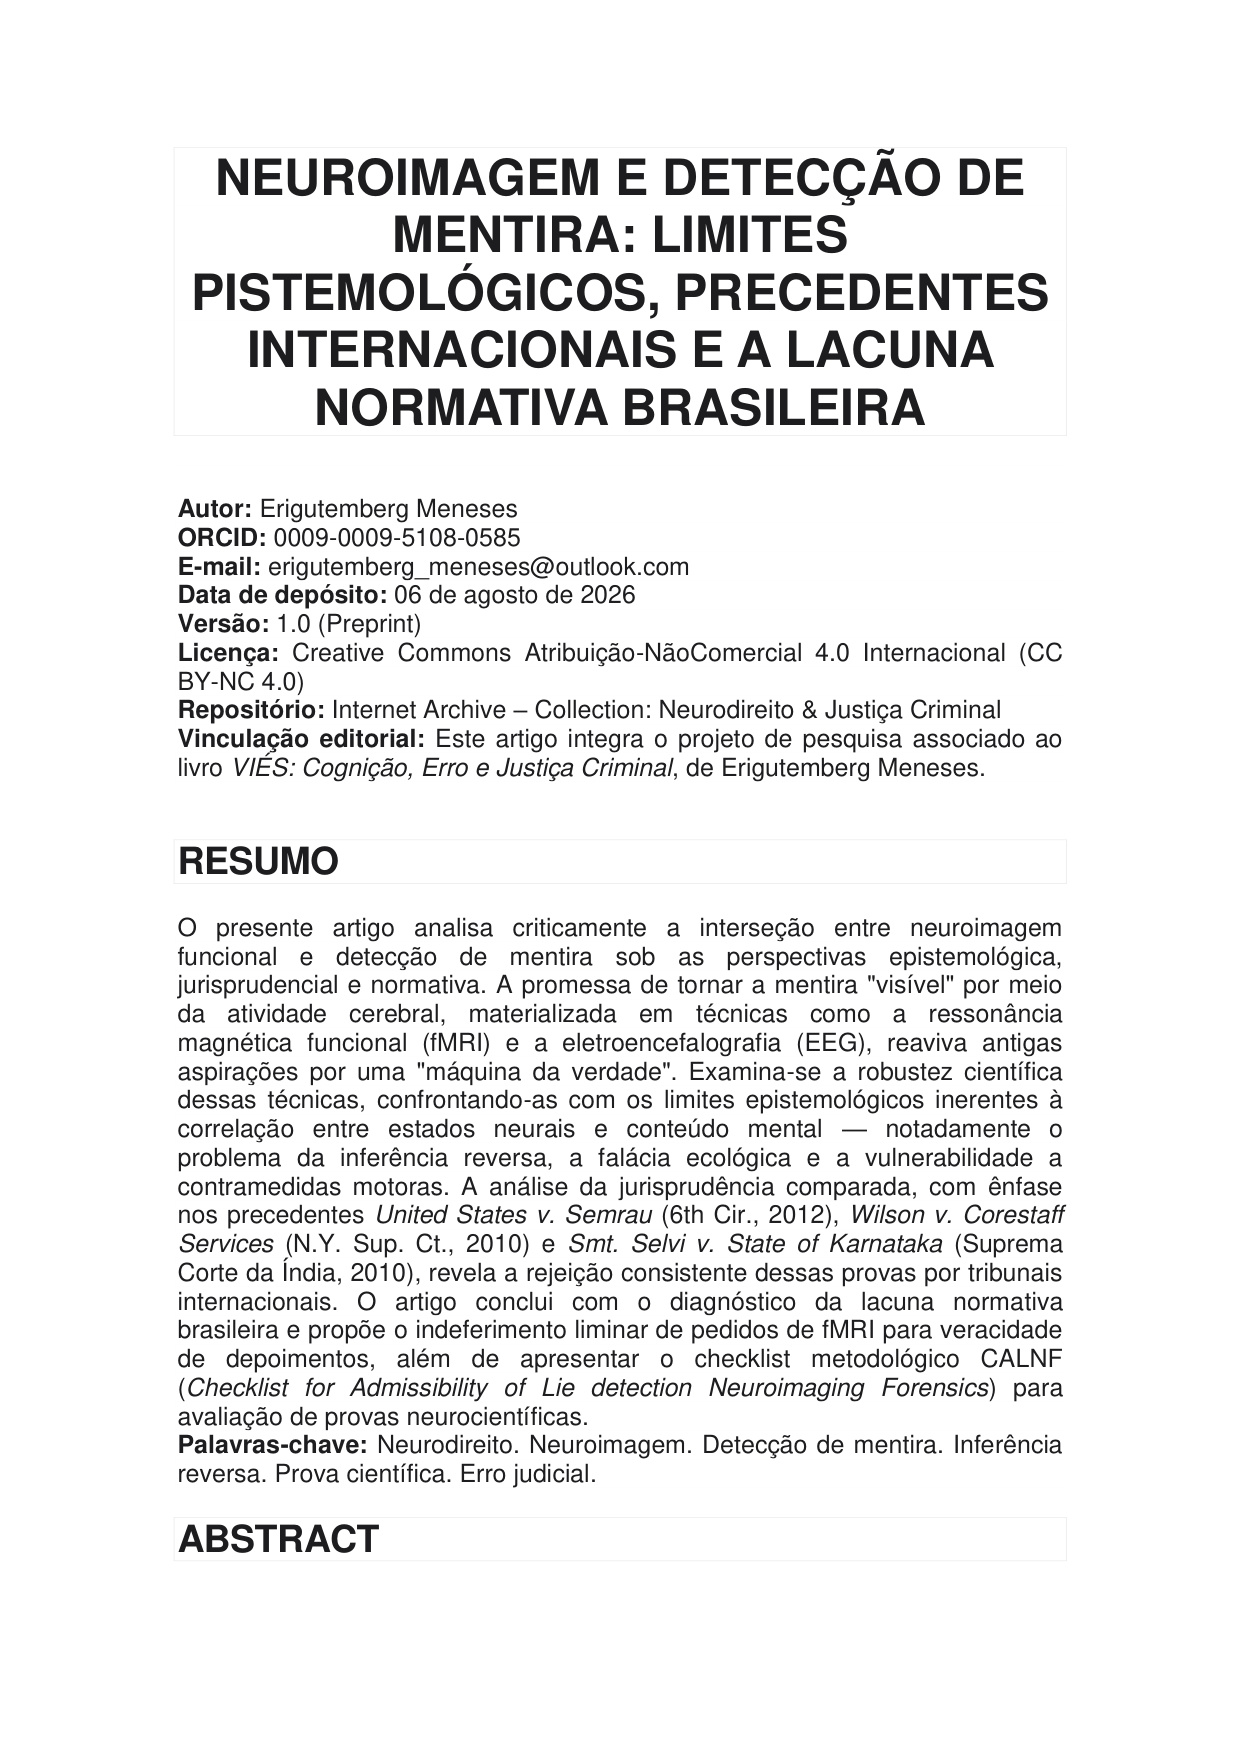 NEUROIMAGEM E DETECÇÃO DE
MENTIRA: LIMITES
PISTEMOLÓGICOS, PRECEDENTES
INTERNACIONAIS E A LACUNA
NORMATIVA BRASILEIRA
Autor: Erigutemberg Meneses
ORCID: 0009-0009-5108-0585
E-mail: erigutemberg_meneses@outlook.com
Data de depósito: 06 de agosto de 2026
Versão: 1.0 (Preprint)
Licença: Creative Commons Atribuição-NãoComercial 4.0 Internacional (CC
BY-NC 4.0)
Repositório: Internet Archive – Collection: Neurodireito & Justiça Criminal
Vinculação editorial: Este artigo integra o projeto de pesquisa associado ao
livro VIÉS: Cognição, Erro e Justiça Criminal, de Erigutemberg Meneses.
RESUMO
O presente artigo analisa criticamente a interseção entre neuroimagem
funcional e detecção de mentira sob as perspectivas epistemológica,
jurisprudencial e normativa. A promessa de tornar a mentira "visível" por meio
da atividade cerebral, materializada em técnicas como a ressonância
magnética funcional (fMRI) e a eletroencefalografia (EEG), reaviva antigas
aspirações por uma "máquina da verdade". Examina-se a robustez científica
dessas técnicas, confrontando-as com os limites epistemológicos inerentes à
correlação entre estados neurais e conteúdo mental — notadamente o
problema da inferência reversa, a falácia ecológica e a vulnerabilidade a
contramedidas motoras. A análise da jurisprudência comparada, com ênfase
nos precedentes United States v. Semrau (6th Cir., 2012), Wilson v. Corestaff
Services (N.Y. Sup. Ct., 2010) e Smt. Selvi v. State of Karnataka (Suprema
Corte da Índia, 2010), revela a rejeição consistente dessas provas por tribunais
internacionais. O artigo conclui com o diagnóstico da lacuna normativa
brasileira e propõe o indeferimento liminar de pedidos de fMRI para veracidade
de depoimentos, além de apresentar o checklist metodológico CALNF
(Checklist for Admissibility of Lie detection Neuroimaging Forensics) para
avaliação de provas neurocientíficas.
Palavras-chave: Neurodireito. Neuroimagem. Detecção de mentira. Inferência
reversa. Prova científica. Erro judicial.
ABSTRACT